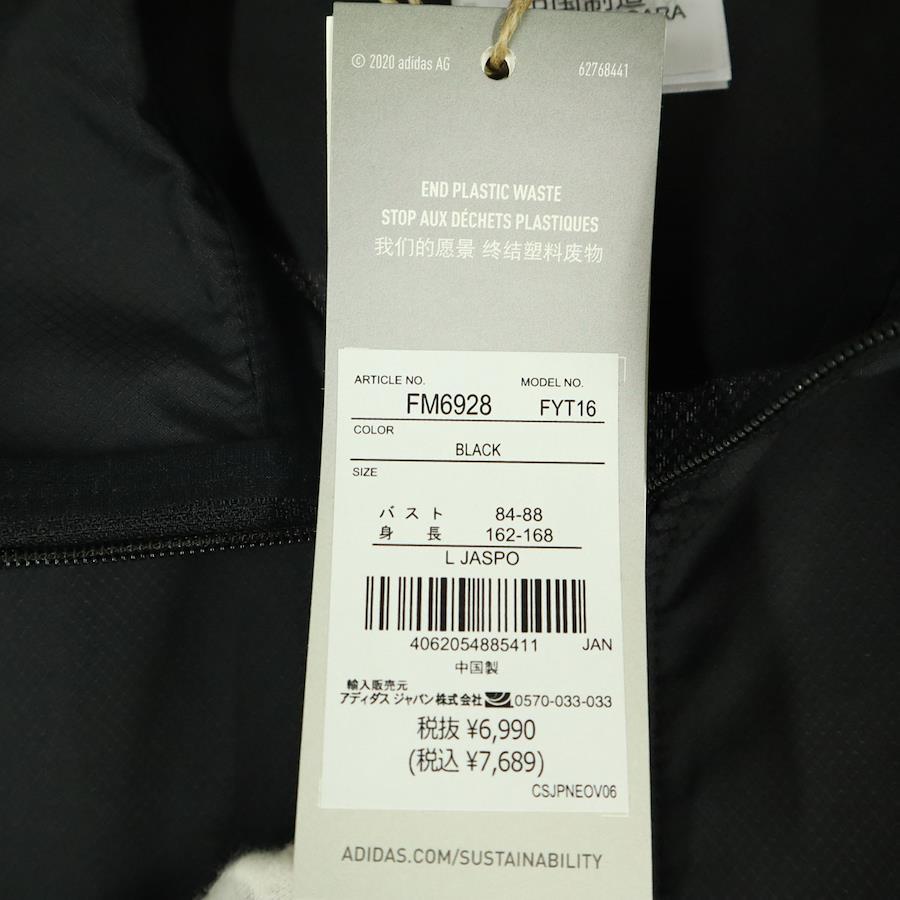 中国制造
© 2020 adidas AG
62768441
END PLASTIC WASTE
STOP AUX DÉCHETS PLASTIQUES
我们的愿景 终结塑料废物
ARTICLE NO. MODEL NO.
FM6928 FYT16
COLOR
BLACK
SIZE
バスト 84-88
身長 162-168
L JASPO
4062054885411 JAN
中国製
輸入販売元
アディダス ジャパン株式会社 0570-033-033
税抜 ¥6,990
(税込 ¥7,689)
CSJPNEOV06
ADIDAS.COM/SUSTAINABILITY